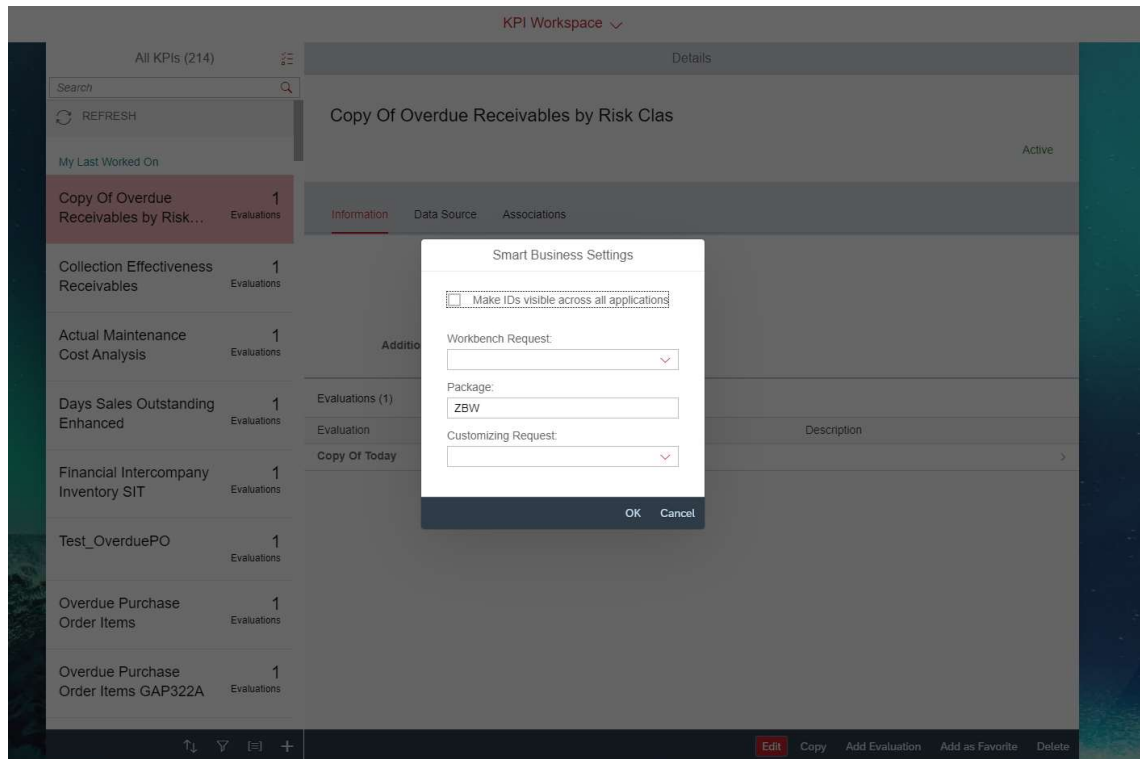 KPI Workspace
All KPIs (214)
Details
Search
REFRESH
My Last Worked On
Copy Of Overdue
Receivables by Risk...
1
Evaluations
Collection Effectiveness
Receivables
1
Evaluations
Actual Maintenance
Cost Analysis
1
Evaluations
Days Sales Outstanding
Enhanced
1
Evaluations
Financial Intercompany
Inventory SIT
1
Evaluations
Test_OverduePO
1
Evaluations
Overdue Purchase
Order Items
1
Evaluations
Overdue Purchase
Order Items GAP322A
1
Evaluations
Copy Of Overdue Receivables by Risk Clas
Active
Information Data Source Associations
Additio
Evaluations (1)
Evaluation Description
Copy Of Today
Smart Business Settings
Make IDs visible across all applications
Workbench Request:
Package:
ZBW
Customizing Request:
OK Cancel
Edit Copy Add Evaluation Add as Favorite Delete